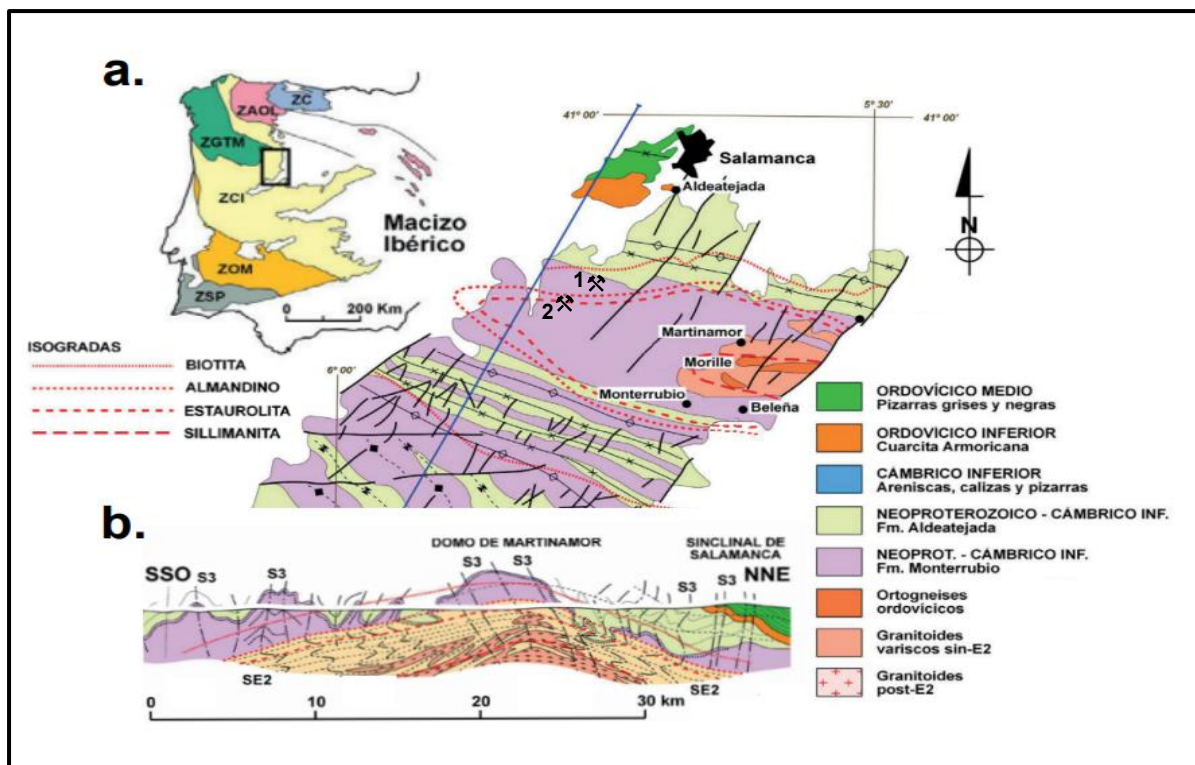 a.
ZC
ZAOL
ZGTM
ZCI
Macizo
Ibérico
ZOM
ZSP
0 200 Km
41º 00'
5º 30'
41º 00'
Salamanca
Aldeatejada
N
1
2
Martinamor
Morille
Monterrubio
Beleña
6º 00'
ISOGRADAS
BIOTITA
ALMANDINO
ESTAUROLITA
SILLIMANITA
ORDOVÍCICO MEDIO
Pizarras grises y negras
ORDOVÍCICO INFERIOR
Cuarcita Armoricana
CÁMBRICO INFERIOR
Areniscas, calizas y pizarras
NEOPROTEROZOICO - CÁMBRICO INF.
Fm. Aldeatejada
NEOPROT. - CÁMBRICO INF.
Fm. Monterrubio
Ortogneises
ordovícicos
Granitoides
variscos sin-E2
Granitoides
post-E2
b.
SSO
S3
S3
DOMO DE MARTINAMOR
S3
S3
SINCLINAL DE
SALAMANCA
S3
S3
NNE
SE2
SE2
0 10 20 30 km